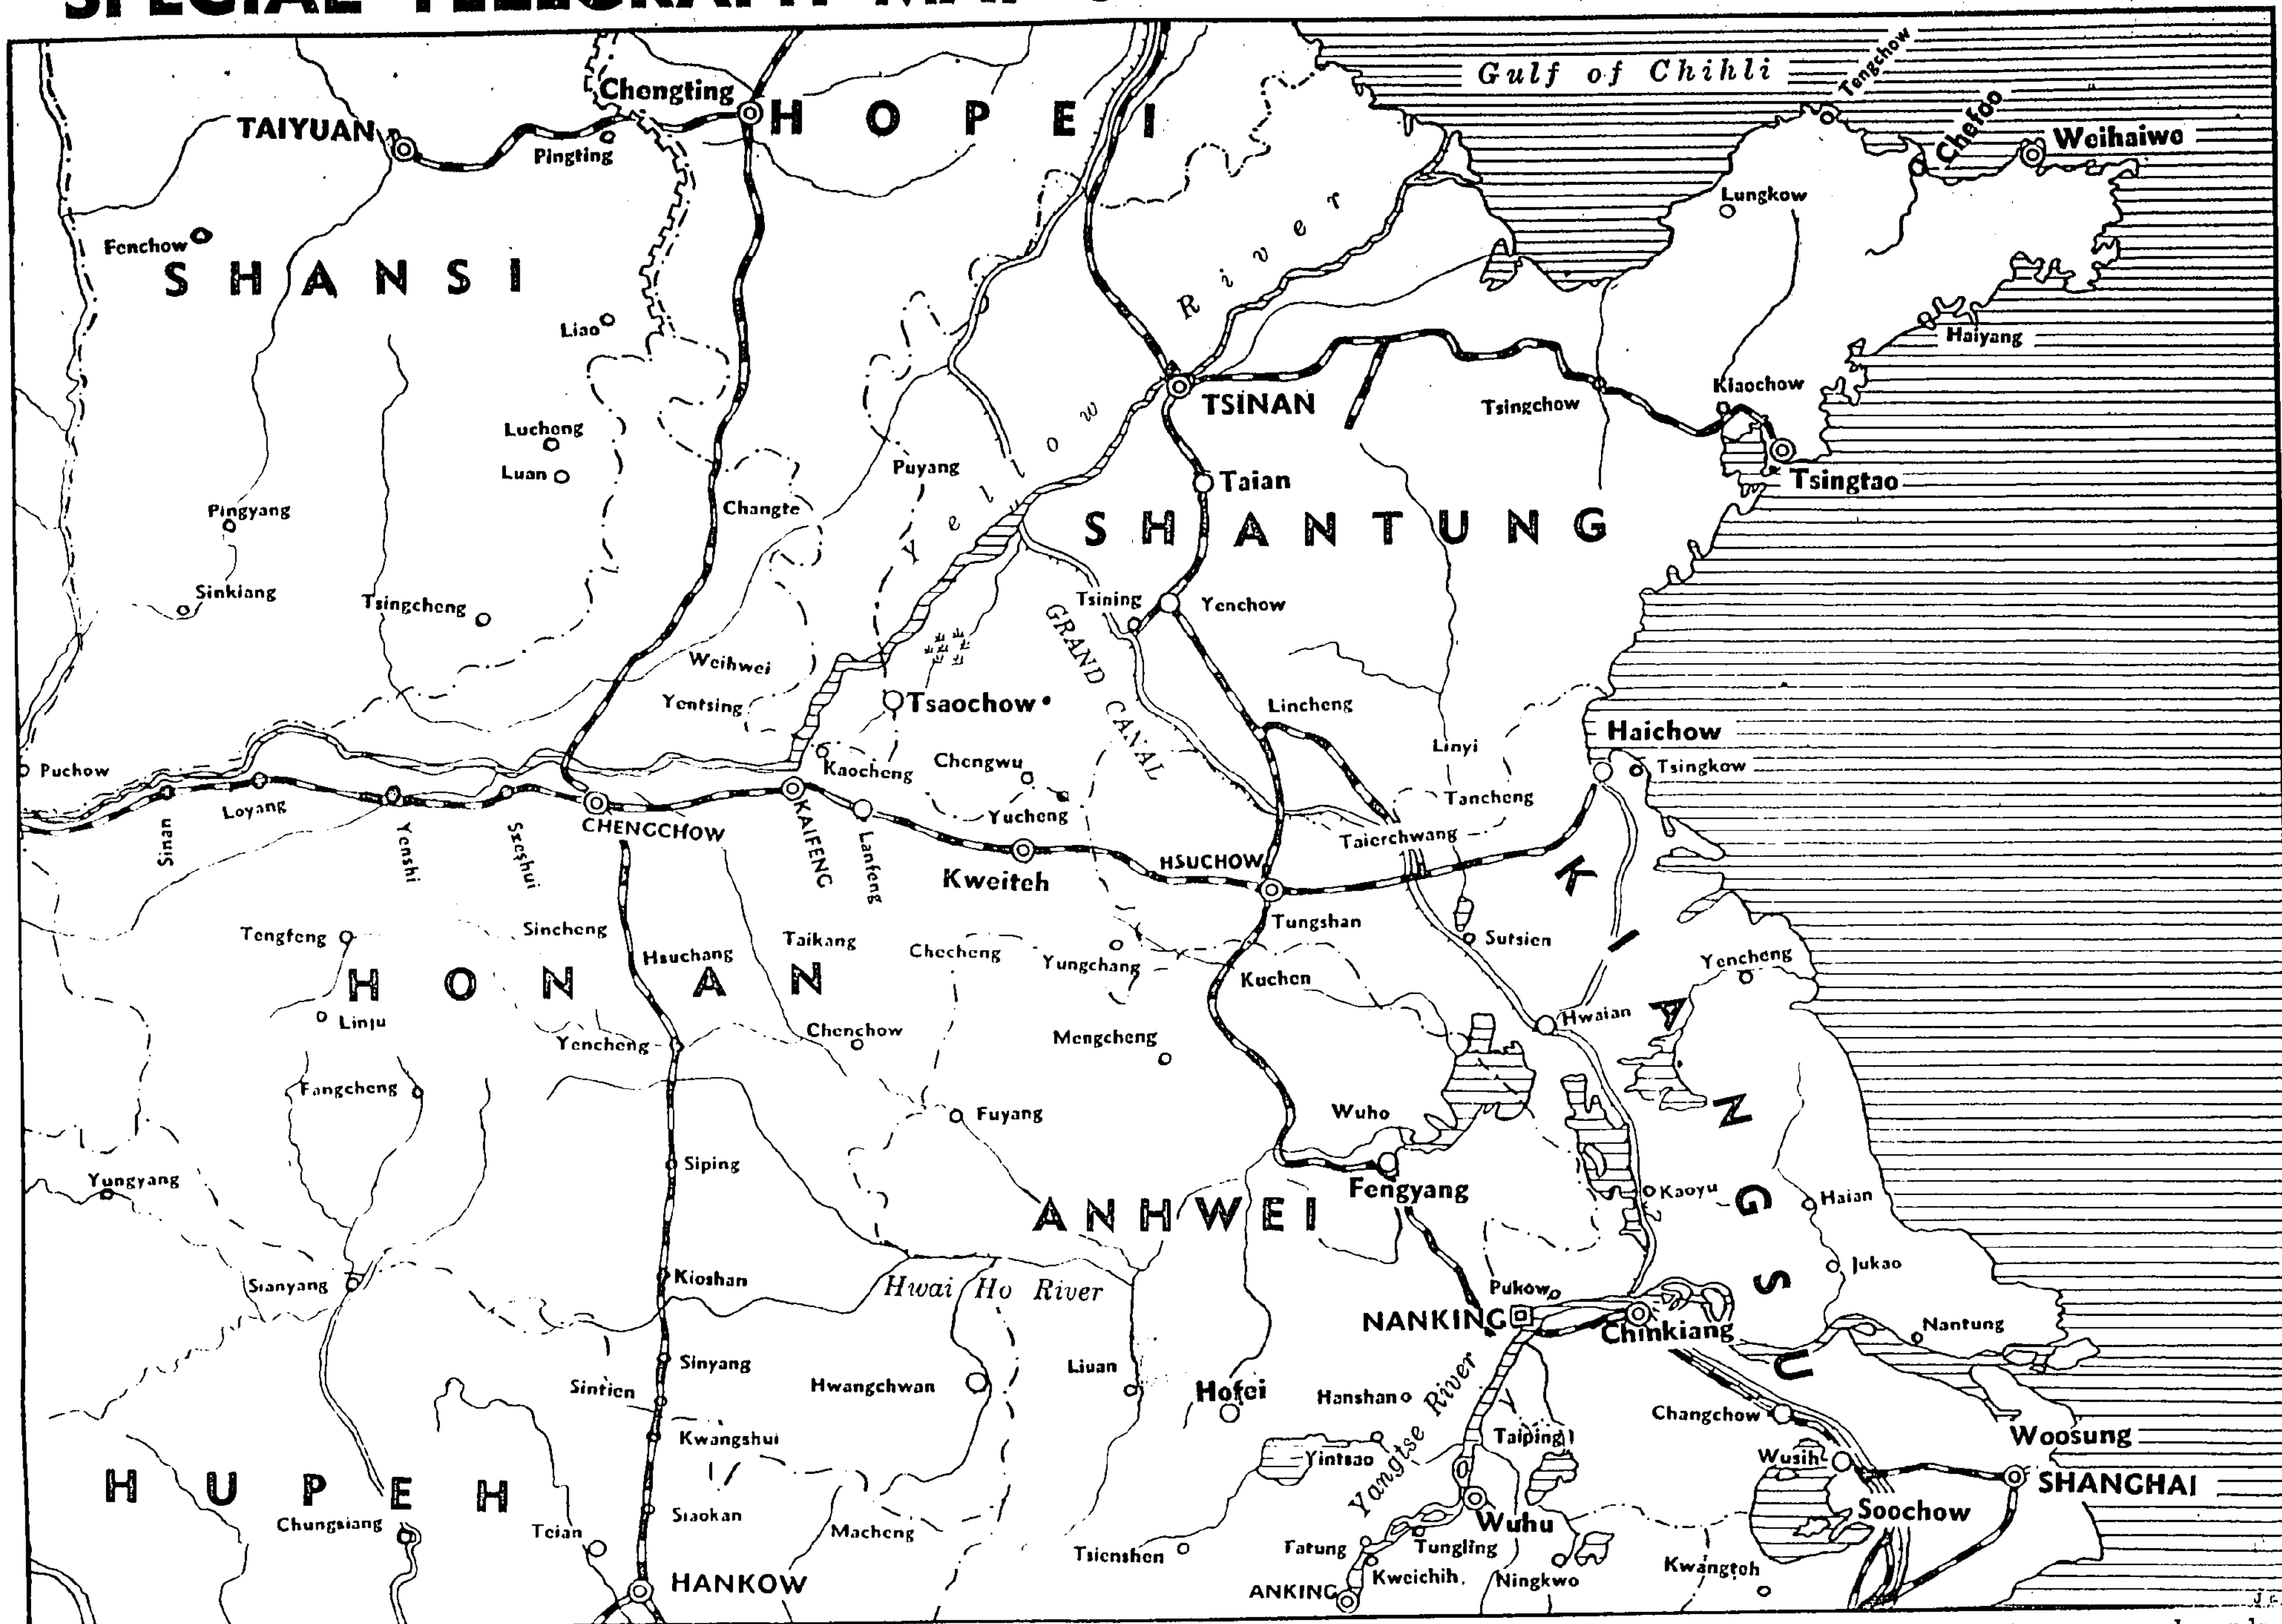 SPECIAL TELEGRAPH MAP
Gulf of Chihli
Tengchow
Chefoo
Weihaiwe
Chengting
HOPEI
TAIYUAN
Pingting
Lungkow
Fenchow
SHANSI
Liao
Haiyang
Yellow River
TSINAN
Tsingchow
Kiaochow
Tsingtao
Lucheng
Luan
Puyang
Taian
Pingyang
Changte
SHANTUNG
Sinkiang
Tsingcheng
Tsining
Yenchow
GRAND CANAL
Weihwei
Yentsing
Tsaochow
Lincheng
Haichow
Linyi
Puchow
Kaocheng
Chengwu
Tsingkow
Loyang
Yucheng
Tancheng
Sinan
Yenshi
Szeshui
CHENGCHOW
KAIFENG
Lanfeng
Kweiteh
HSUCHOW
Taierchwang
KIANGSU
Tungshan
Tengfeng
Sincheng
Hsuchang
Taikang
Checheng
Yungchang
Kuchen
Sutsien
Yencheng
HONAN
Linju
Yencheng
Chenchow
Mengcheng
Hwaian
Fangcheng
Fuyang
Wuho
Siping
Yungyang
Fengyang
Kaoyu
Haian
ANHWEI
Sianyang
Kioshan
Hwai Ho River
Jukao
Pukow
NANKING
Chinkiang
Nantung
Sinyang
Sintien
Hwangchwan
Liuan
Hofei
Hanshan
Yangtse River
Changchow
Kwangshui
Yintsao
Taiping
Wusih
Woosung
HUPEH
SHANGHAI
Chungsiang
Siaokan
Teian
Macheng
Wuhu
Soochow
Tsienshen
Fatung
Tungling
Kweichih.
Ningkwo
Kwangteh
HANKOW
ANKING